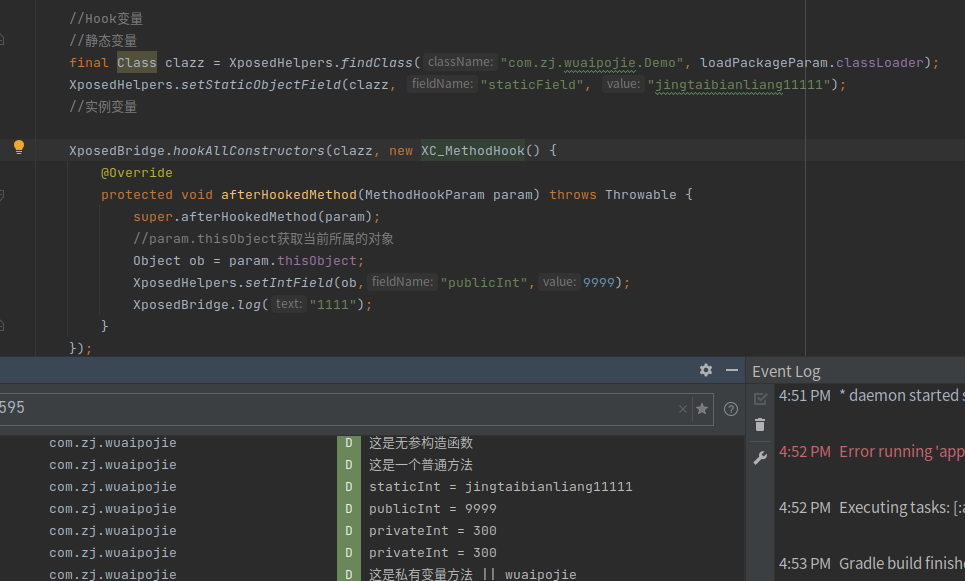 //Hook变量
//静态变量
final Class clazz = XposedHelpers.findClass( className: "com.zj.wuaipojie.Demo", loadPackageParam.classLoader);
XposedHelpers.setStaticObjectField(clazz, fieldName: "staticField", value: "jingtaibianliang11111");
//实例变量
XposedBridge.hookAllConstructors(clazz, new XC_MethodHook() {
@Override
protected void afterHookedMethod(MethodHookParam param) throws Throwable {
super.afterHookedMethod(param);
//param.thisObject获取当前所属的对象
Object ob = param.thisObject;
XposedHelpers.setIntField(ob, fieldName: "publicInt", value: 9999);
XposedBridge.log( text: "1111");
}
});
Event Log
595
4:51 PM * daemon started s
4:52 PM Error running 'app
4:52 PM Executing tasks: [:a
4:53 PM Gradle build finishe
com.zj.wuaipojie D 这是无参构造函数
com.zj.wuaipojie D 这是一个普通方法
com.zj.wuaipojie D staticInt = jingtaibianliang11111
com.zj.wuaipojie D publicInt = 9999
com.zj.wuaipojie D privateInt = 300
com.zj.wuaipojie D privateInt = 300
com.zj.wuaipojie D 这是私有变量方法 || wuaipojie